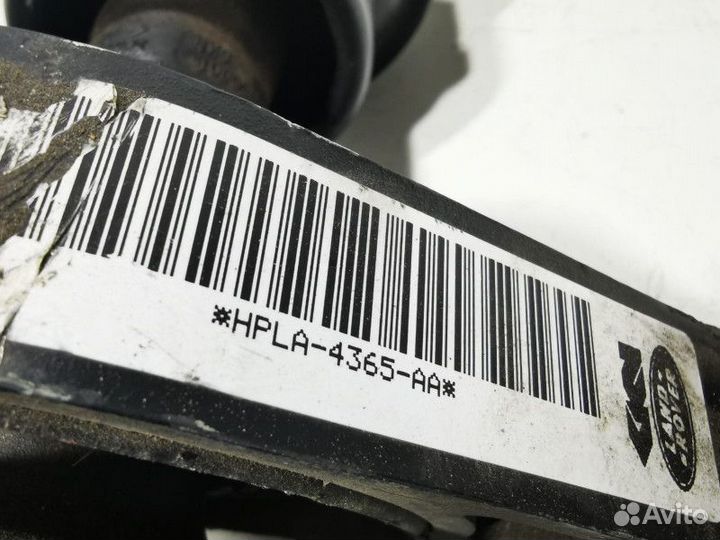 *HPLA-4365-AA*
LAND
ROVER
Avito